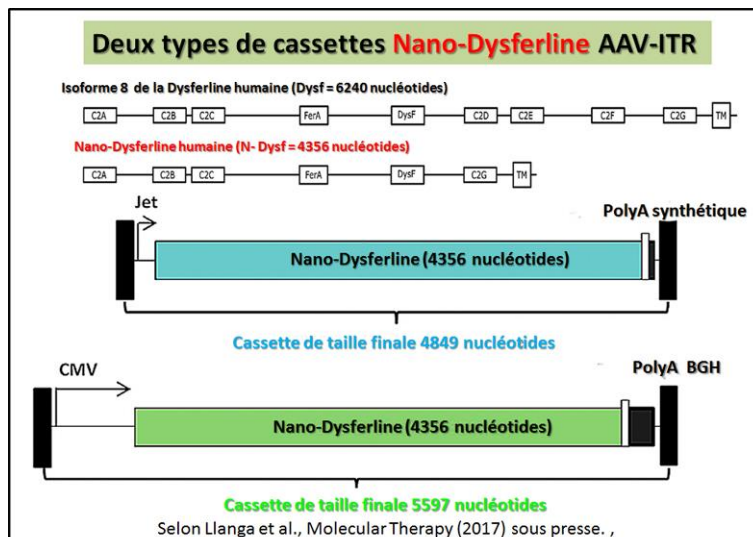 Deux types de cassettes Nano-Dysferline AAV-ITR
Isoforme 8 de la Dysferline humaine (Dysf = 6240 nucléotides)
C2A C2B C2C FerA DysF C2D C2E C2F C2G TM
Nano-Dysferline humaine (N- Dysf = 4356 nucléotides)
C2A C2B C2C FerA DysF C2G TM
Jet PolyA synthétique
Nano-Dysferline (4356 nucléotides)
Cassette de taille finale 4849 nucléotides
CMV PolyA BGH
Nano-Dysferline (4356 nucléotides)
Cassette de taille finale 5597 nucléotides
Selon Llanga et al., Molecular Therapy (2017) sous presse. ,